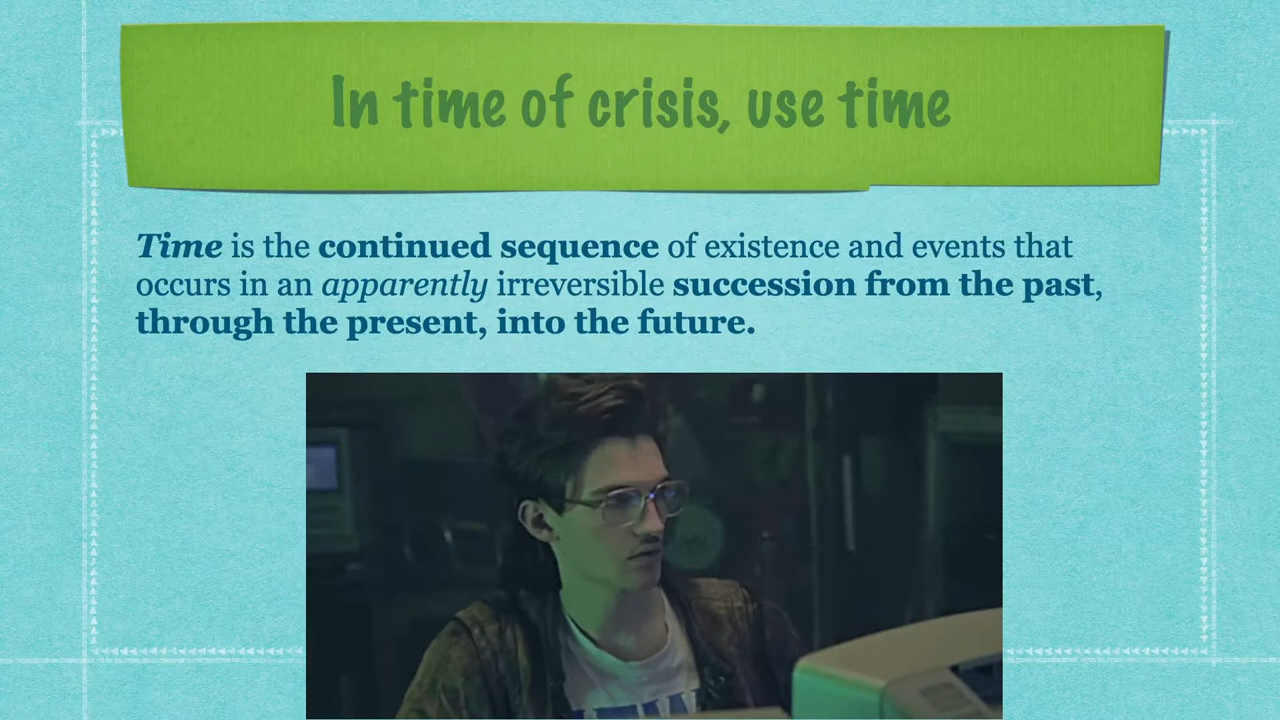 In time of crisis, use time
Time is the continued sequence of existence and events that
occurs in an apparently irreversible succession from the past,
through the present, into the future.